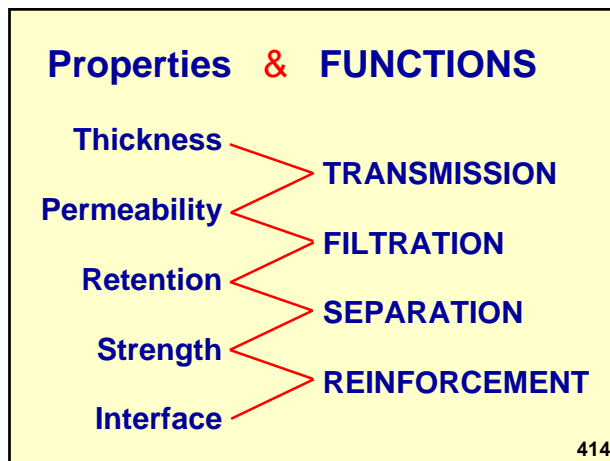 Properties & FUNCTIONS
Thickness
TRANSMISSION
Permeability
FILTRATION
Retention
SEPARATION
Strength
REINFORCEMENT
Interface
414